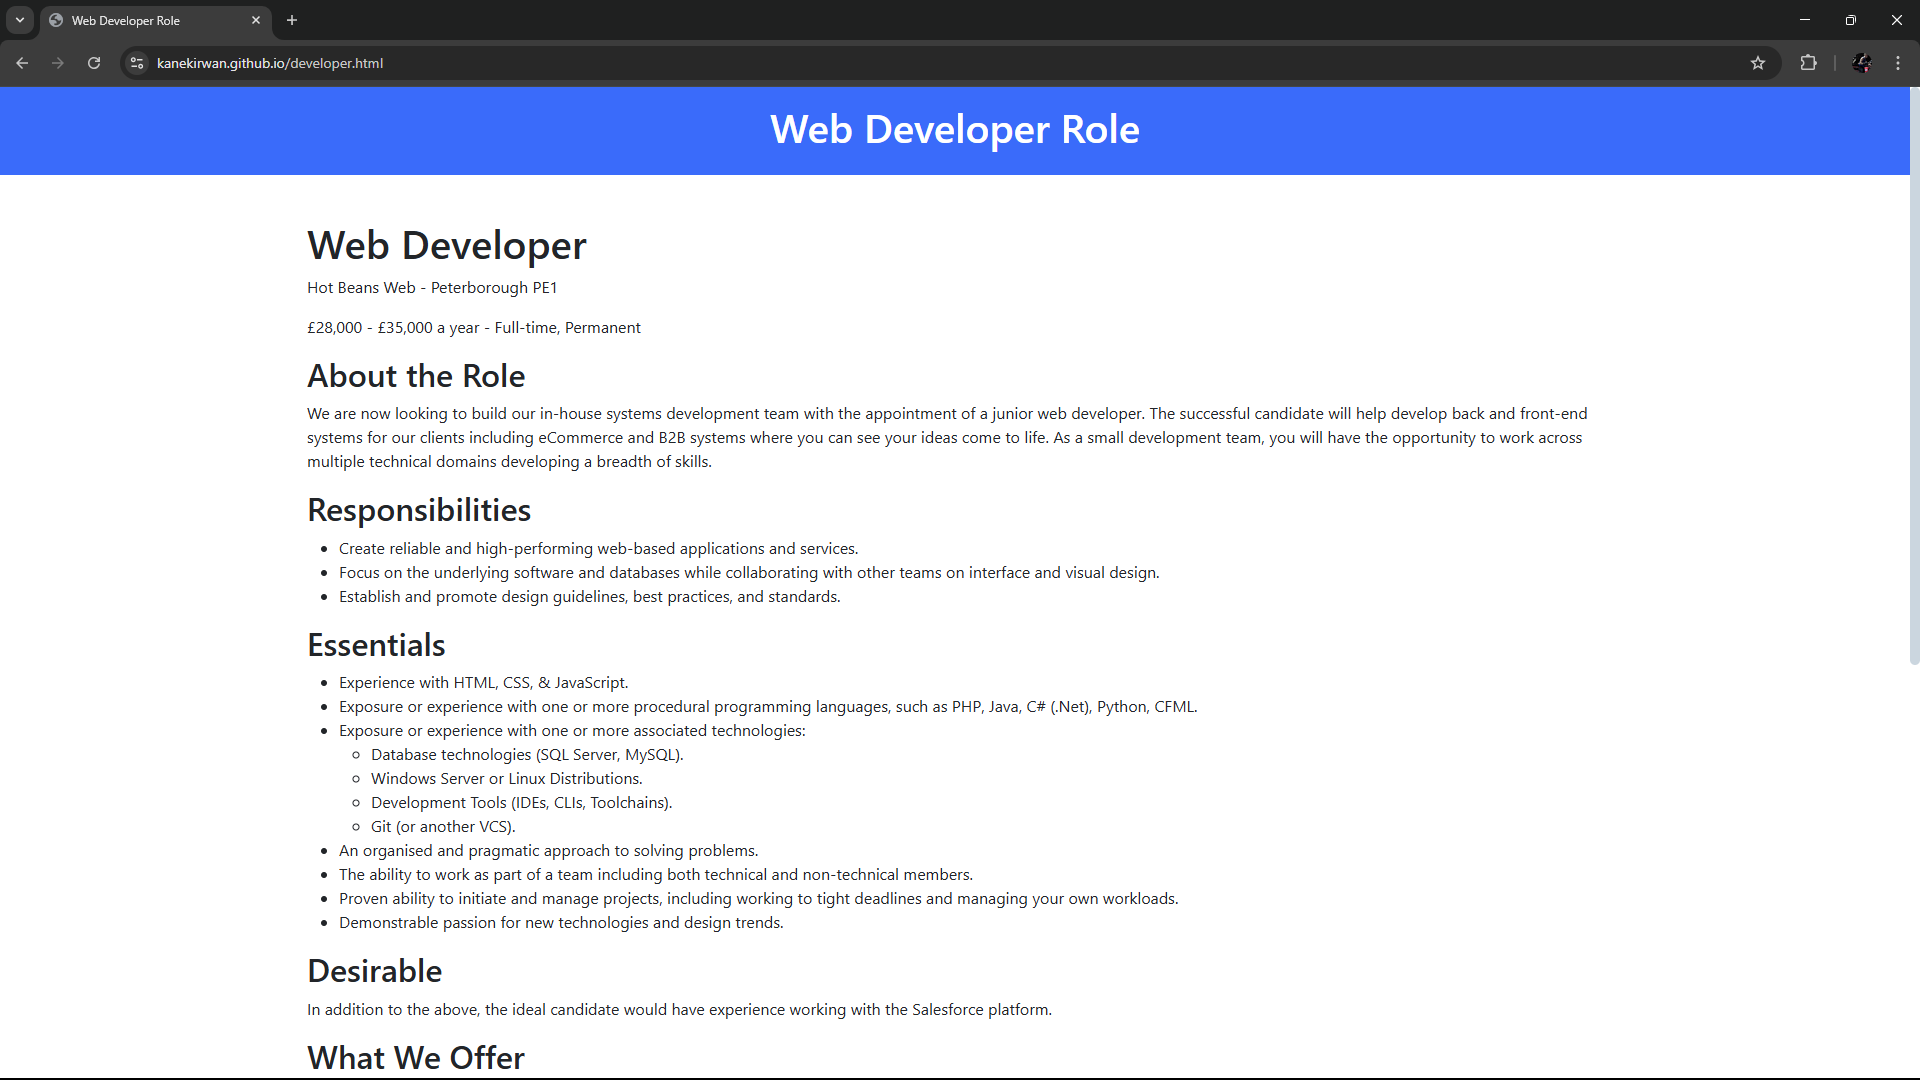 Web Developer Role
kanekirwan.github.io/developer.html
Web Developer Role
Web Developer
Hot Beans Web - Peterborough PE1
£28,000 - £35,000 a year - Full-time, Permanent
About the Role
We are now looking to build our in-house systems development team with the appointment of a junior web developer. The successful candidate will help develop back and front-end
systems for our clients including eCommerce and B2B systems where you can see your ideas come to life. As a small development team, you will have the opportunity to work across
multiple technical domains developing a breadth of skills.
Responsibilities
Create reliable and high-performing web-based applications and services.
Focus on the underlying software and databases while collaborating with other teams on interface and visual design.
Establish and promote design guidelines, best practices, and standards.
Essentials
Experience with HTML, CSS, & JavaScript.
Exposure or experience with one or more procedural programming languages, such as PHP, Java, C# (.Net), Python, CFML.
Exposure or experience with one or more associated technologies:
Database technologies (SQL Server, MySQL).
Windows Server or Linux Distributions.
Development Tools (IDEs, CLIs, Toolchains).
Git (or another VCS).
An organised and pragmatic approach to solving problems.
The ability to work as part of a team including both technical and non-technical members.
Proven ability to initiate and manage projects, including working to tight deadlines and managing your own workloads.
Demonstrable passion for new technologies and design trends.
Desirable
In addition to the above, the ideal candidate would have experience working with the Salesforce platform.
What We Offer